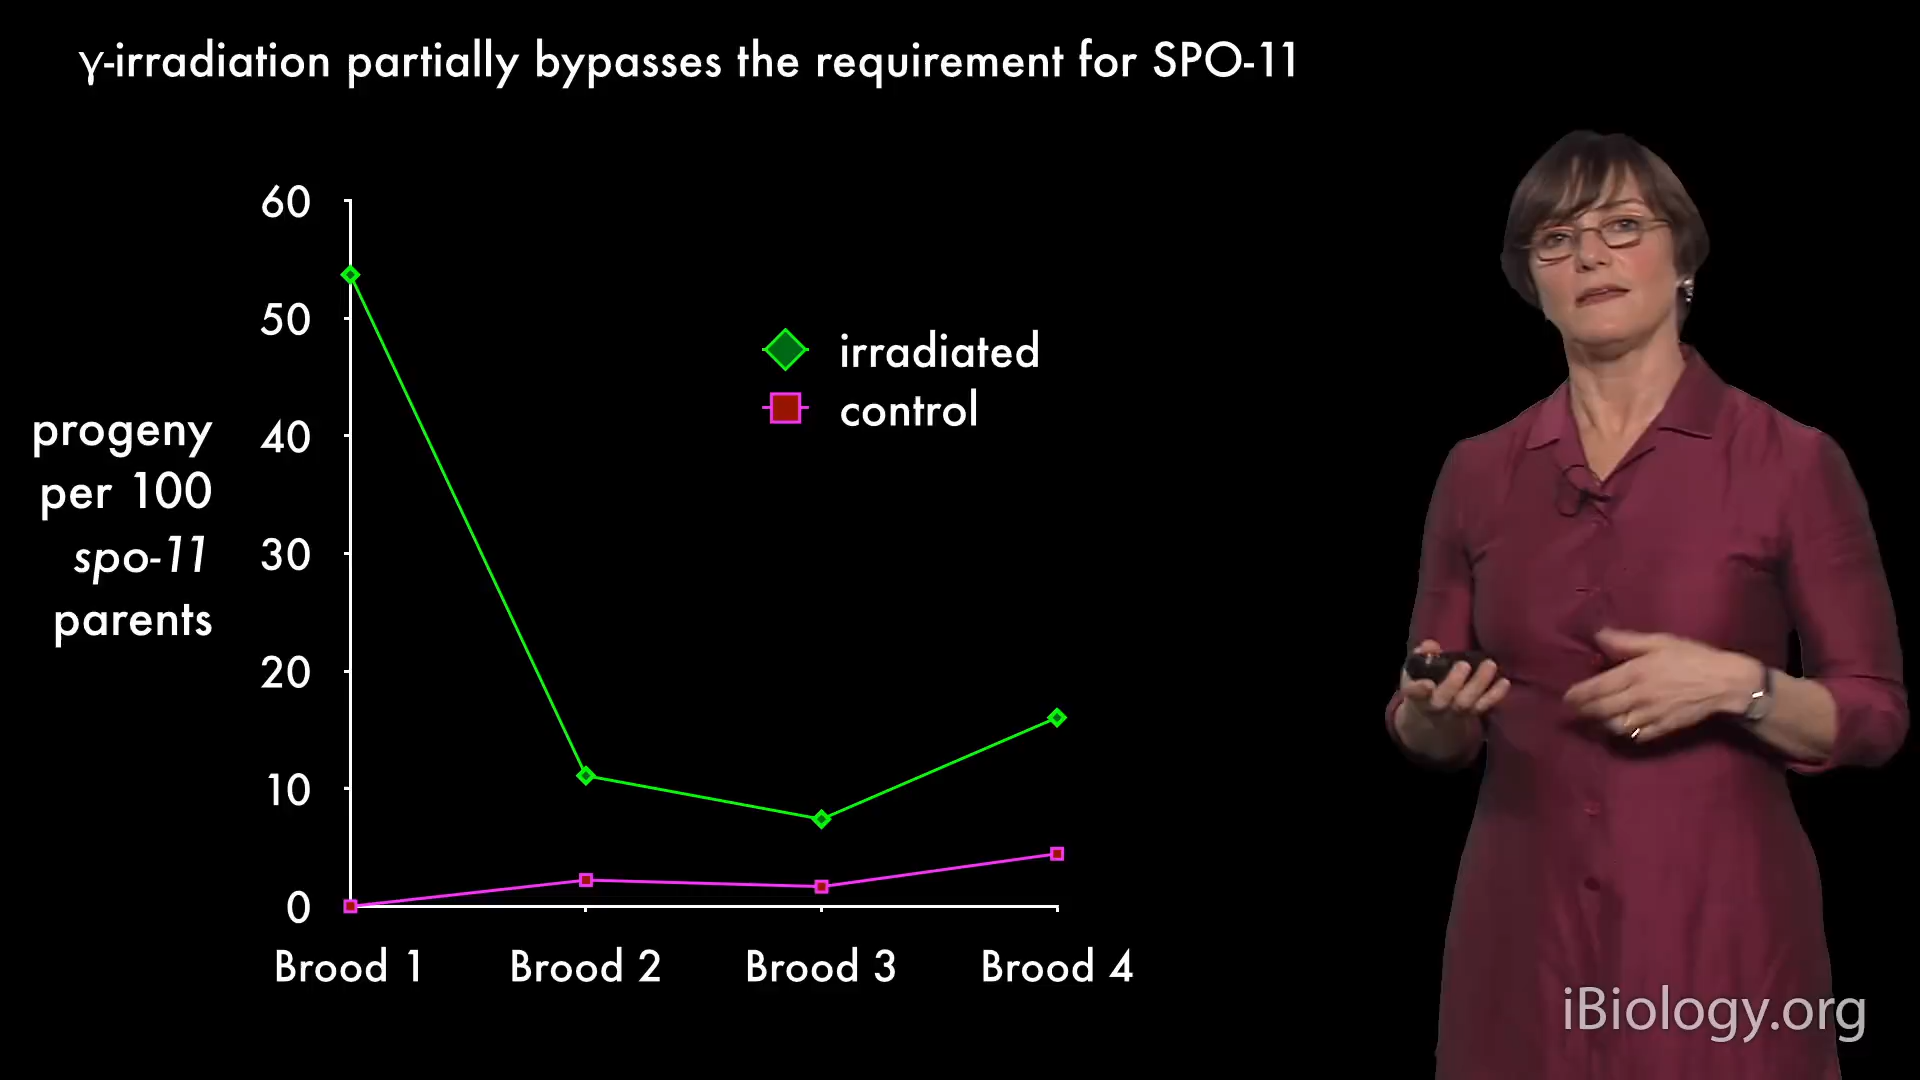 γ-irradiation partially bypasses the requirement for SPO-11
60
50
40
30
20
10
0
progeny
per 100
spo-11
parents
irradiated
control
Brood 1 Brood 2 Brood 3 Brood 4
iBiology.org